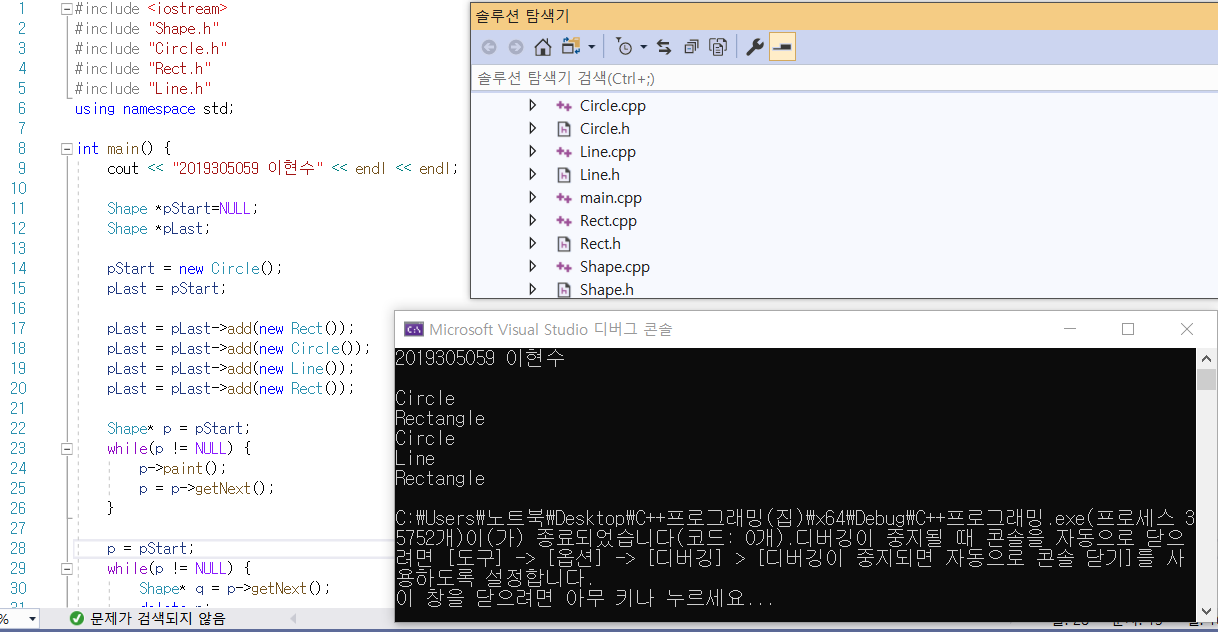 1 #include <iostream>
2 #include "Shape.h"
3 #include "Circle.h"
4 #include "Rect.h"
5 #include "Line.h"
6 using namespace std;
7
8 int main() {
9 cout << "2019305059 이현수" << endl << endl;
10
11 Shape *pStart=NULL;
12 Shape *pLast;
13
14 pStart = new Circle();
15 pLast = pStart;
16
17 pLast = pLast->add(new Rect());
18 pLast = pLast->add(new Circle());
19 pLast = pLast->add(new Line());
20 pLast = pLast->add(new Rect());
21
22 Shape* p = pStart;
23 while(p != NULL) {
24 p->paint();
25 p = p->getNext();
26 }
27
28 p = pStart;
29 while(p != NULL) {
30 Shape* q = p->getNext();
% 문제가 검색되지 않음
솔루션 탐색기
솔루션 탐색기 검색(Ctrl+;)
Circle.cpp
Circle.h
Line.cpp
Line.h
main.cpp
Rect.cpp
Rect.h
Shape.cpp
Shape.h
Microsoft Visual Studio 디버그 콘솔
2019305059 이현수
Circle
Rectangle
Circle
Line
Rectangle
C:\Users\노트북\Desktop\C++프로그래밍(집)\x64\Debug\C++프로그래밍.exe(프로세스 3
5752개)이(가) 종료되었습니다(코드: 0개).디버깅이 중지될 때 콘솔을 자동으로 닫으
려면 [도구] -> [옵션] -> [디버깅] > [디버깅이 중지되면 자동으로 콘솔 닫기]를 사
용하도록 설정합니다.
이 창을 닫으려면 아무 키나 누르세요...